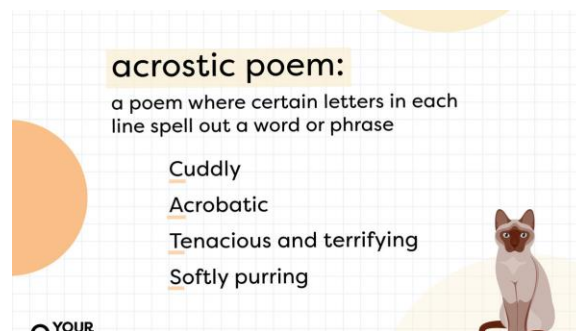 acrostic poem:
a poem where certain letters in each
line spell out a word or phrase
Cuddly
Acrobatic
Tenacious and terrifying
Softly purring
YOUR